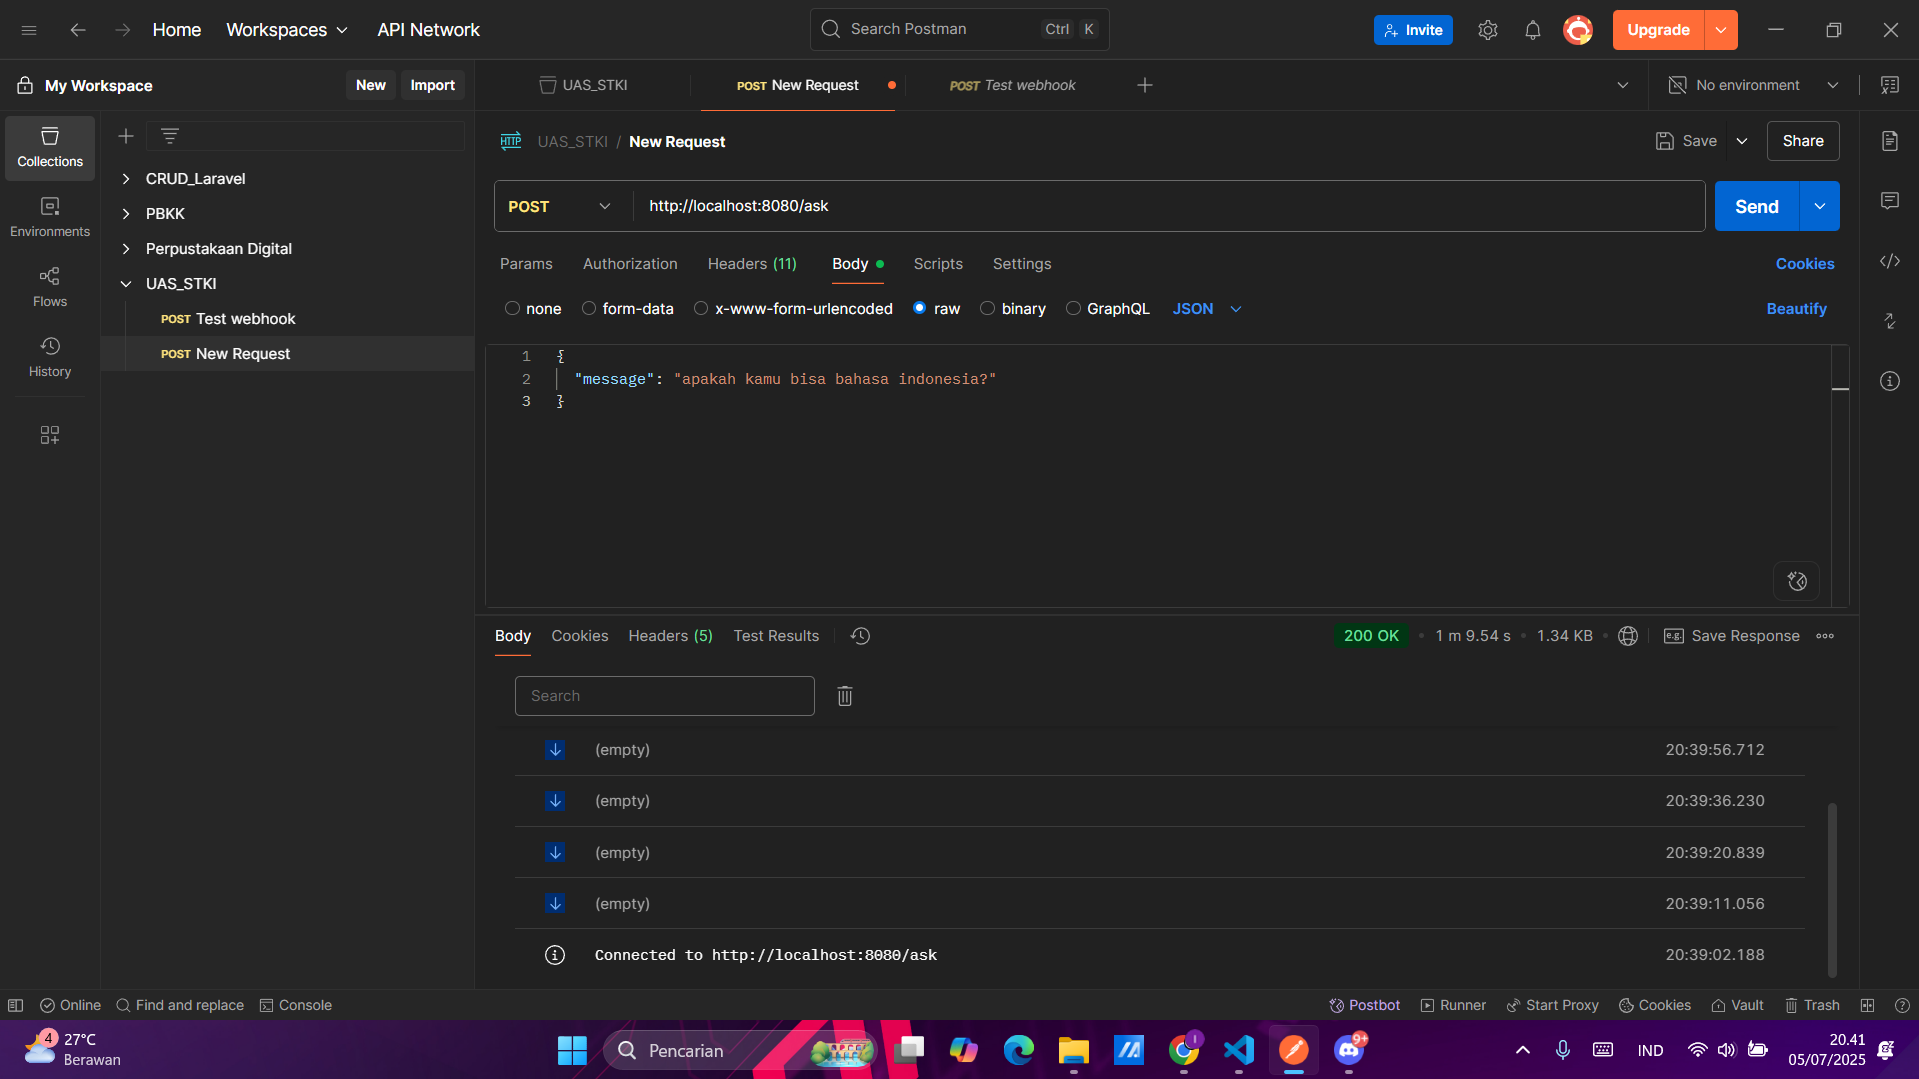 Home Workspaces API Network
Search Postman Ctrl K
Invite Upgrade
My Workspace New Import
UAS_STKI POST New Request POST Test webhook No environment
Collections
Environments
Flows
History
CRUD_Laravel
PBKK
Perpustakaan Digital
UAS_STKI
POST Test webhook
POST New Request
HTTP UAS_STKI / New Request Save Share
POST http://localhost:8080/ask Send
Params Authorization Headers (11) Body Scripts Settings Cookies
none form-data x-www-form-urlencoded raw binary GraphQL JSON Beautify
1 {
2 "message": "apakah kamu bisa bahasa indonesia?"
3 }
Body Cookies Headers (5) Test Results 200 OK 1 m 9.54 s 1.34 KB e.g. Save Response
Search
(empty) 20:39:56.712
(empty) 20:39:36.230
(empty) 20:39:20.839
(empty) 20:39:11.056
Connected to http://localhost:8080/ask 20:39:02.188
Online Find and replace Console Postbot Runner Start Proxy Cookies Vault Trash
4 27°C
Berawan
Pencarian
9+
IND
20.41
05/07/2025